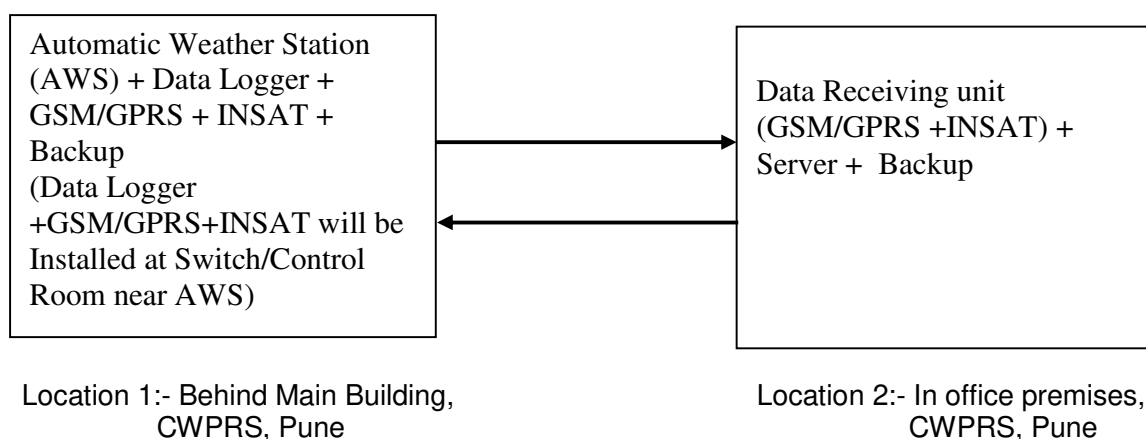 Automatic Weather Station
(AWS) + Data Logger +
GSM/GPRS + INSAT +
Backup
(Data Logger
+GSM/GPRS+INSAT will be
Installed at Switch/Control
Room near AWS)
Data Receiving unit
(GSM/GPRS +INSAT) +
Server + Backup
Location 1:- Behind Main Building,
CWPRS, Pune
Location 2:- In office premises,
CWPRS, Pune